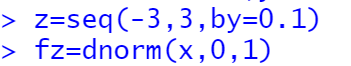 > z=seq(-3,3,by=0.1)
> fz=dnorm(x,0,1)